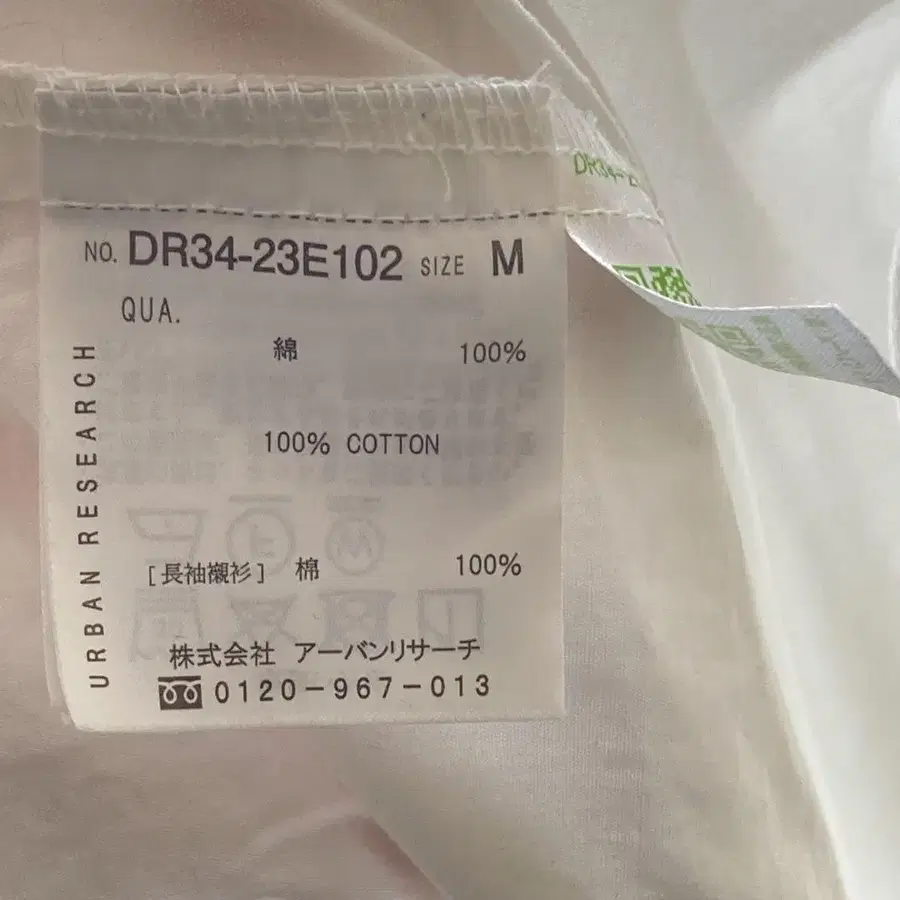 NO. DR34-23E102 SIZE M
QUA.
綿 100%
100% COTTON
[長袖襯衫] 棉 100%
株式会社 アーバンリサーチ
0120-967-013
URBAN RESEARCH